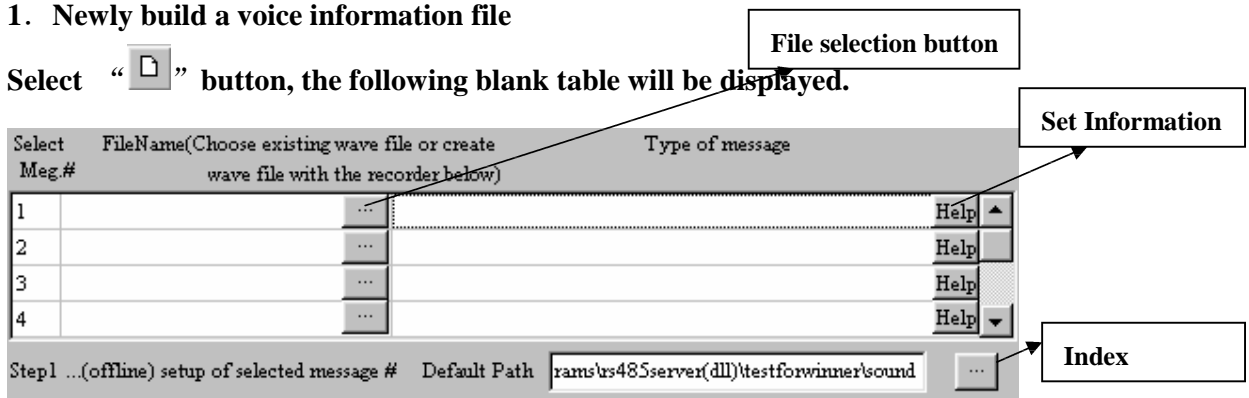 1. Newly build a voice information file
File selection button
Select “ ” button, the following blank table will be displayed.
Set Information
Select Meg.#
FileName(Choose existing wave file or create
wave file with the recorder below)
Type of message
1 ... Help
2 ... Help
3 ... Help
4 ... Help
Step1 ...(offline) setup of selected message # Default Path rams\rs485server(dll)\testforwinner\sound ...
Index